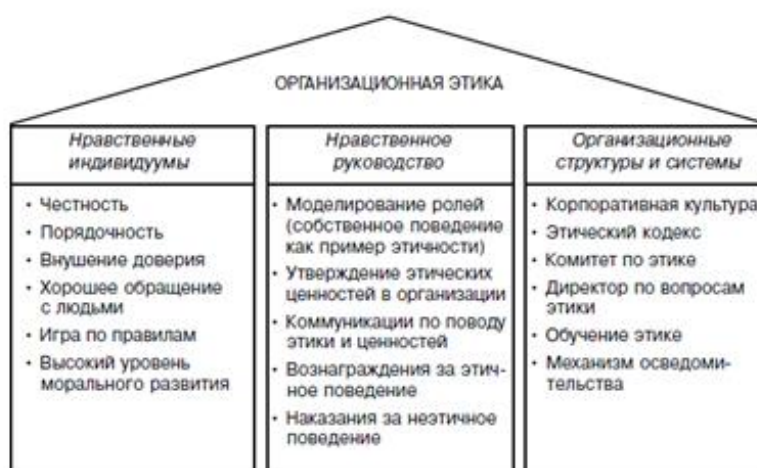 ОРГАНИЗАЦИОННАЯ ЭТИКА
Нравственные
индивидуумы
• Честность
• Порядочность
• Внушение доверия
• Хорошее обращение
с людьми
• Игра по правилам
• Высокий уровень
морального развития
Нравственное
руководство
• Моделирование ролей
(собственное поведение
как пример этичности)
• Утверждение этических
ценностей в организации
• Коммуникации по поводу
этики и ценностей
• Вознаграждения за этич-
ное поведение
• Наказания за неэтичное
поведение
Организационные
структуры и системы
• Корпоративная культура
• Этический кодекс
• Комитет по этике
• Директор по вопросам
этики
• Обучение этике
• Механизм осведоми-
тельства